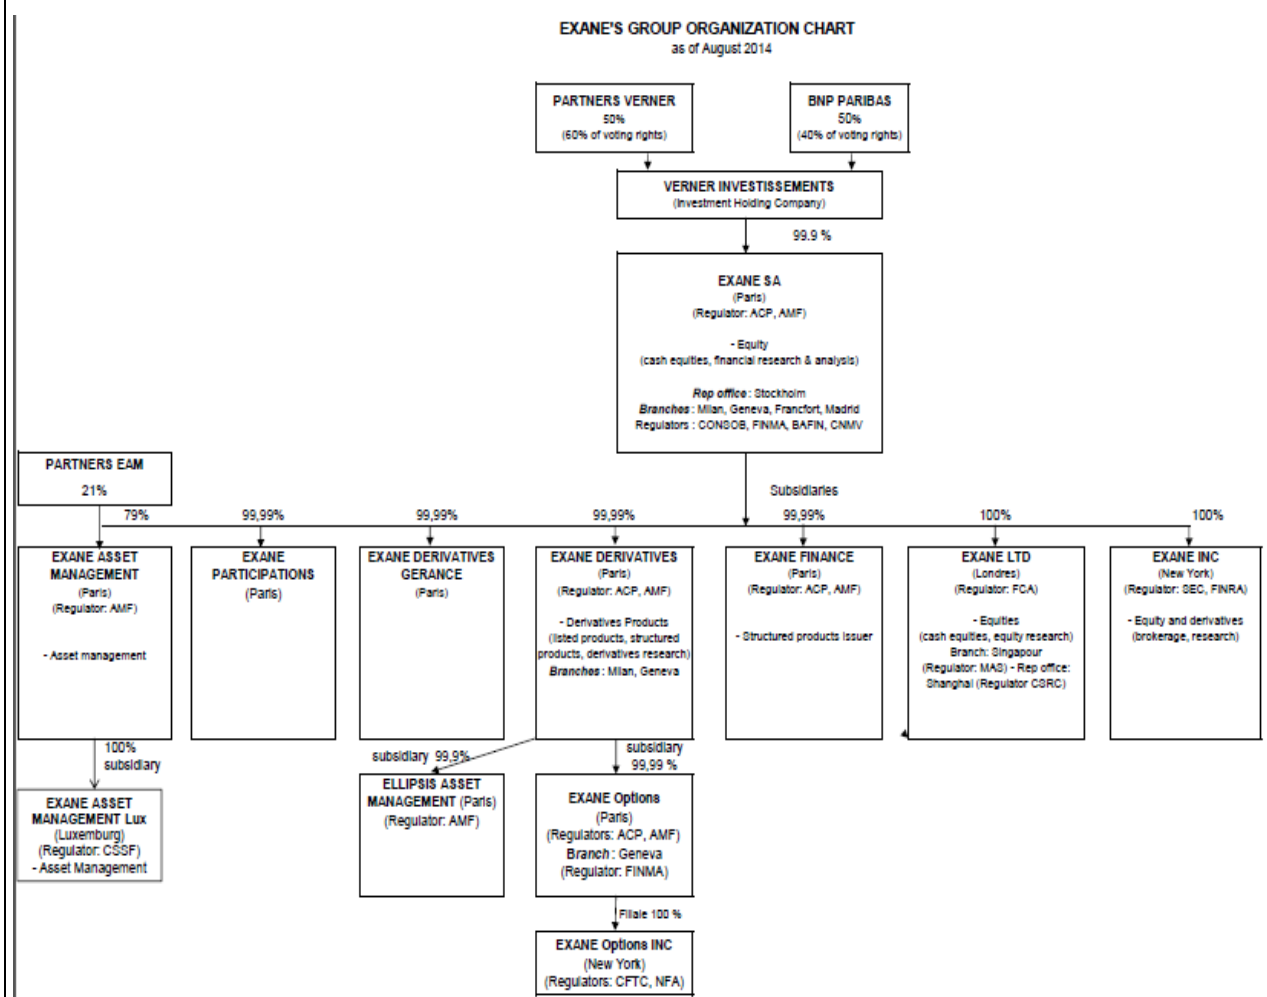 EXANE'S GROUP ORGANIZATION CHART
as of August 2014
PARTNERS VERNER
50%
(60% of voting rights)
BNP PARIBAS
50%
(40% of voting rights)
VERNER INVESTISSEMENTS
(Investment Holding Company)
99.9 %
EXANE SA
(Paris)
(Regulator: ACP, AMF)
- Equity
(cash equities, financial research & analysis)
Rep office : Stockholm
Branches : Milan, Geneva, Francfort, Madrid
Regulators : CONSOB, FINMA, BAFIN, CNMV
PARTNERS EAM
21%
Subsidiaries
79%
99,99%
99,99%
99,99%
99,99%
100%
100%
EXANE ASSET
MANAGEMENT
(Paris)
(Regulator: AMF)
- Asset management
EXANE
PARTICIPATIONS
(Paris)
EXANE DERIVATIVES
GERANCE
(Paris)
EXANE DERIVATIVES
(Paris)
(Regulator: ACP, AMF)
- Derivatives Products
(listed products, structured
products, derivatives research)
Branches : Milan, Geneva
EXANE FINANCE
(Paris)
(Regulator: ACP, AMF)
- Structured products issuer
EXANE LTD
(Londres)
(Regulator: FCA)
- Equities
(cash equities, equity research)
Branch: Singapour
(Regulator: MAS) - Rep office:
Shanghai (Regulator CSRC)
EXANE INC
(New York)
(Regulator: SEC, FINRA)
- Equity and derivatives
(brokerage, research)
100%
subsidiary
subsidiary 99,9%
subsidiary
99,99 %
EXANE ASSET
MANAGEMENT Lux
(Luxemburg)
(Regulator: CSSF)
- Asset Management
ELLIPSIS ASSET
MANAGEMENT (Paris)
(Regulator: AMF)
EXANE Options
(Paris)
(Regulators: ACP, AMF)
Branch : Geneva
(Regulator: FINMA)
Filiale 100 %
EXANE Options INC
(New York)
(Regulators: CFTC, NFA)